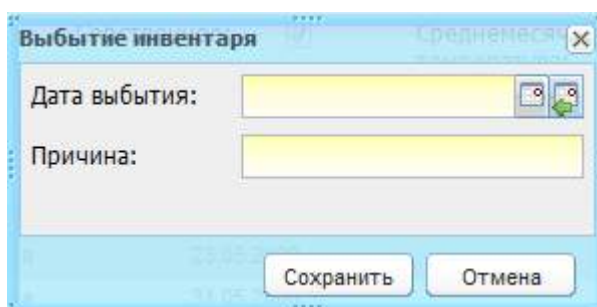 Выбытие инвентаря
Дата выбытия:
Причина:
Сохранить
Отмена